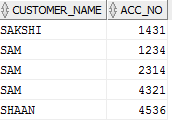 CUSTOMER_NAME ACC_NO
SAKSHI 1431
SAM 1234
SAM 2314
SAM 4321
SHAAN 4536